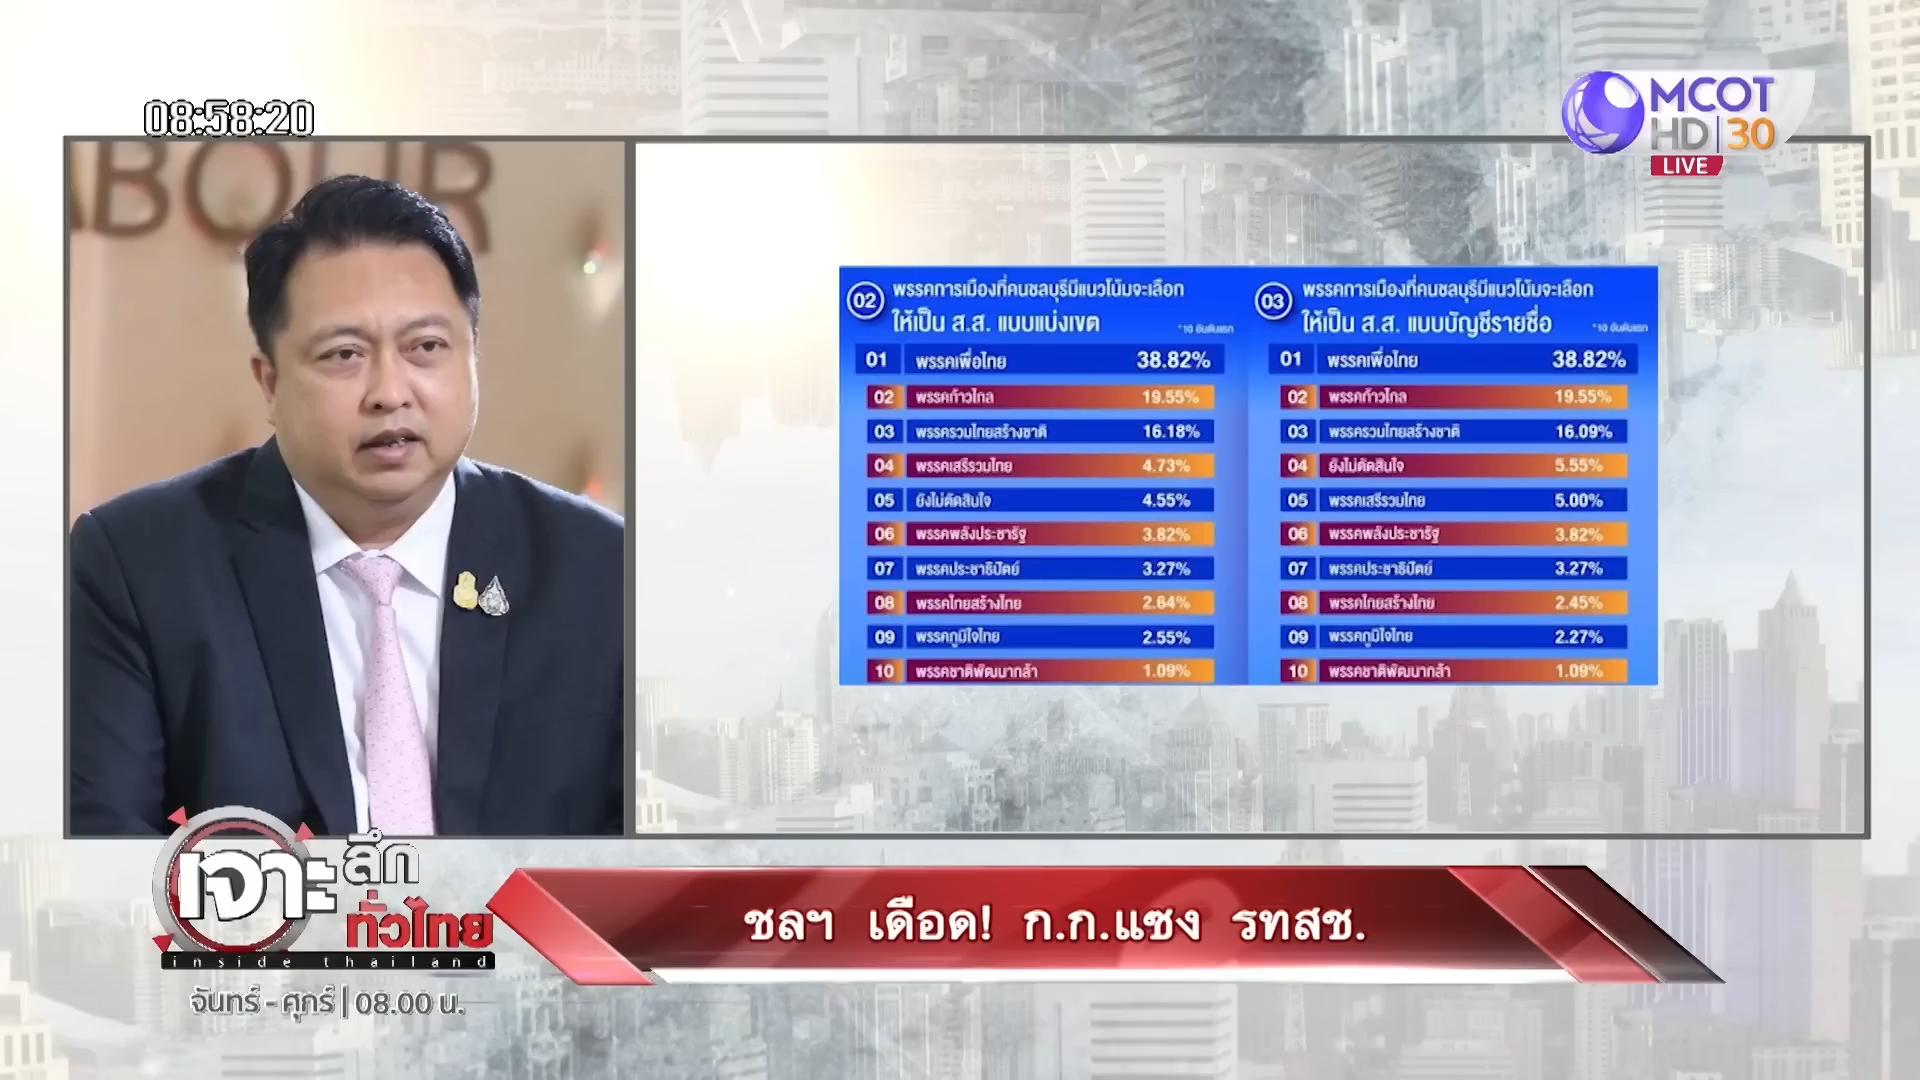 08:58:20
MCOT
HD|30
LIVE
ABOUR
02 พรรคการเมืองที่คนชลบุรีมีแนวโน้มจะเลือก
ให้เป็น ส.ส. แบบแบ่งเขต *10 อันดับแรก
01 พรรคเพื่อไทย 38.82%
02 พรรคก้าวไกล 19.55%
03 พรรครวมไทยสร้างชาติ 16.18%
04 พรรคเสรีรวมไทย 4.73%
05 ยังไม่ตัดสินใจ 4.55%
06 พรรคพลังประชารัฐ 3.82%
07 พรรคประชาธิปัตย์ 3.27%
08 พรรคไทยสร้างไทย 2.64%
09 พรรคภูมิใจไทย 2.55%
10 พรรคชาติพัฒนากล้า 1.09%
03 พรรคการเมืองที่คนชลบุรีมีแนวโน้มจะเลือก
ให้เป็น ส.ส. แบบบัญชีรายชื่อ *10 อันดับแรก
01 พรรคเพื่อไทย 38.82%
02 พรรคก้าวไกล 19.55%
03 พรรครวมไทยสร้างชาติ 16.09%
04 ยังไม่ตัดสินใจ 5.55%
05 พรรคเสรีรวมไทย 5.00%
06 พรรคพลังประชารัฐ 3.82%
07 พรรคประชาธิปัตย์ 3.27%
08 พรรคไทยสร้างไทย 2.45%
09 พรรคภูมิใจไทย 2.27%
10 พรรคชาติพัฒนากล้า 1.09%
เจาะลึก
ทั่วไทย
inside thailand
จันทร์ - ศุกร์ | 08.00 น.
ชลฯ เดือด! ก.ก.แซง รทสช.